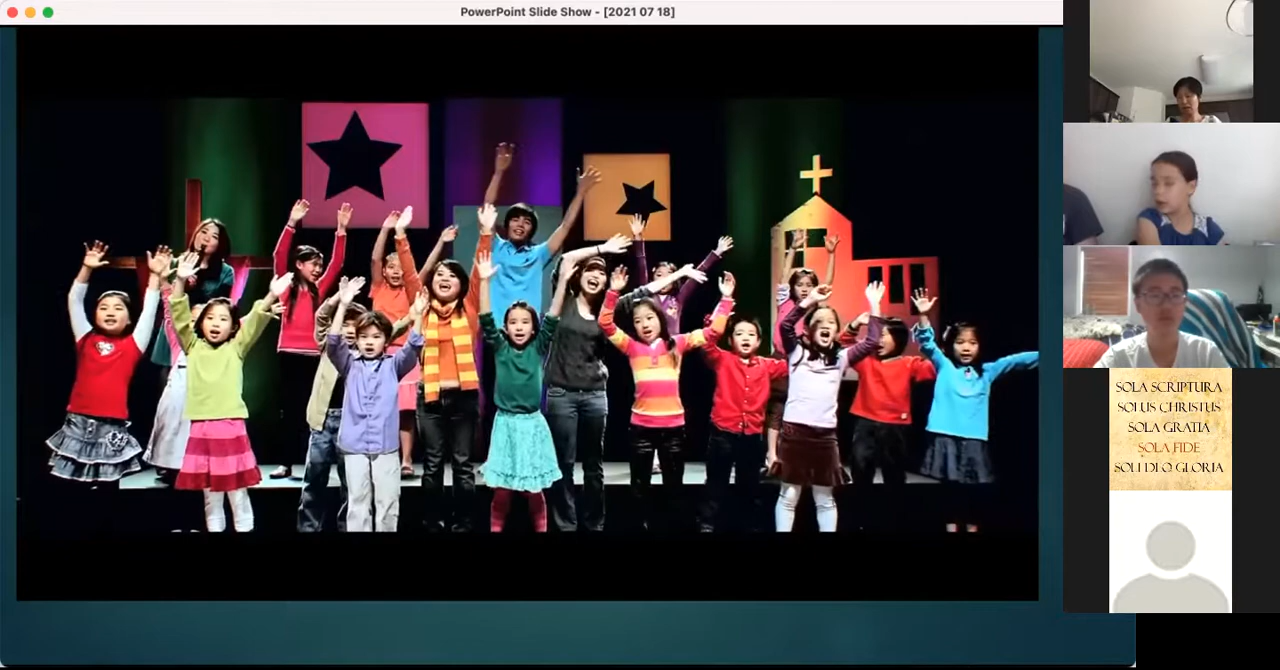 PowerPoint Slide Show - [2021 07 18]
SOLA SCRIPTURA
SOLUS CHRISTUS
SOLA GRATIA
SOLA FIDE
SOLI DEO GLORIA